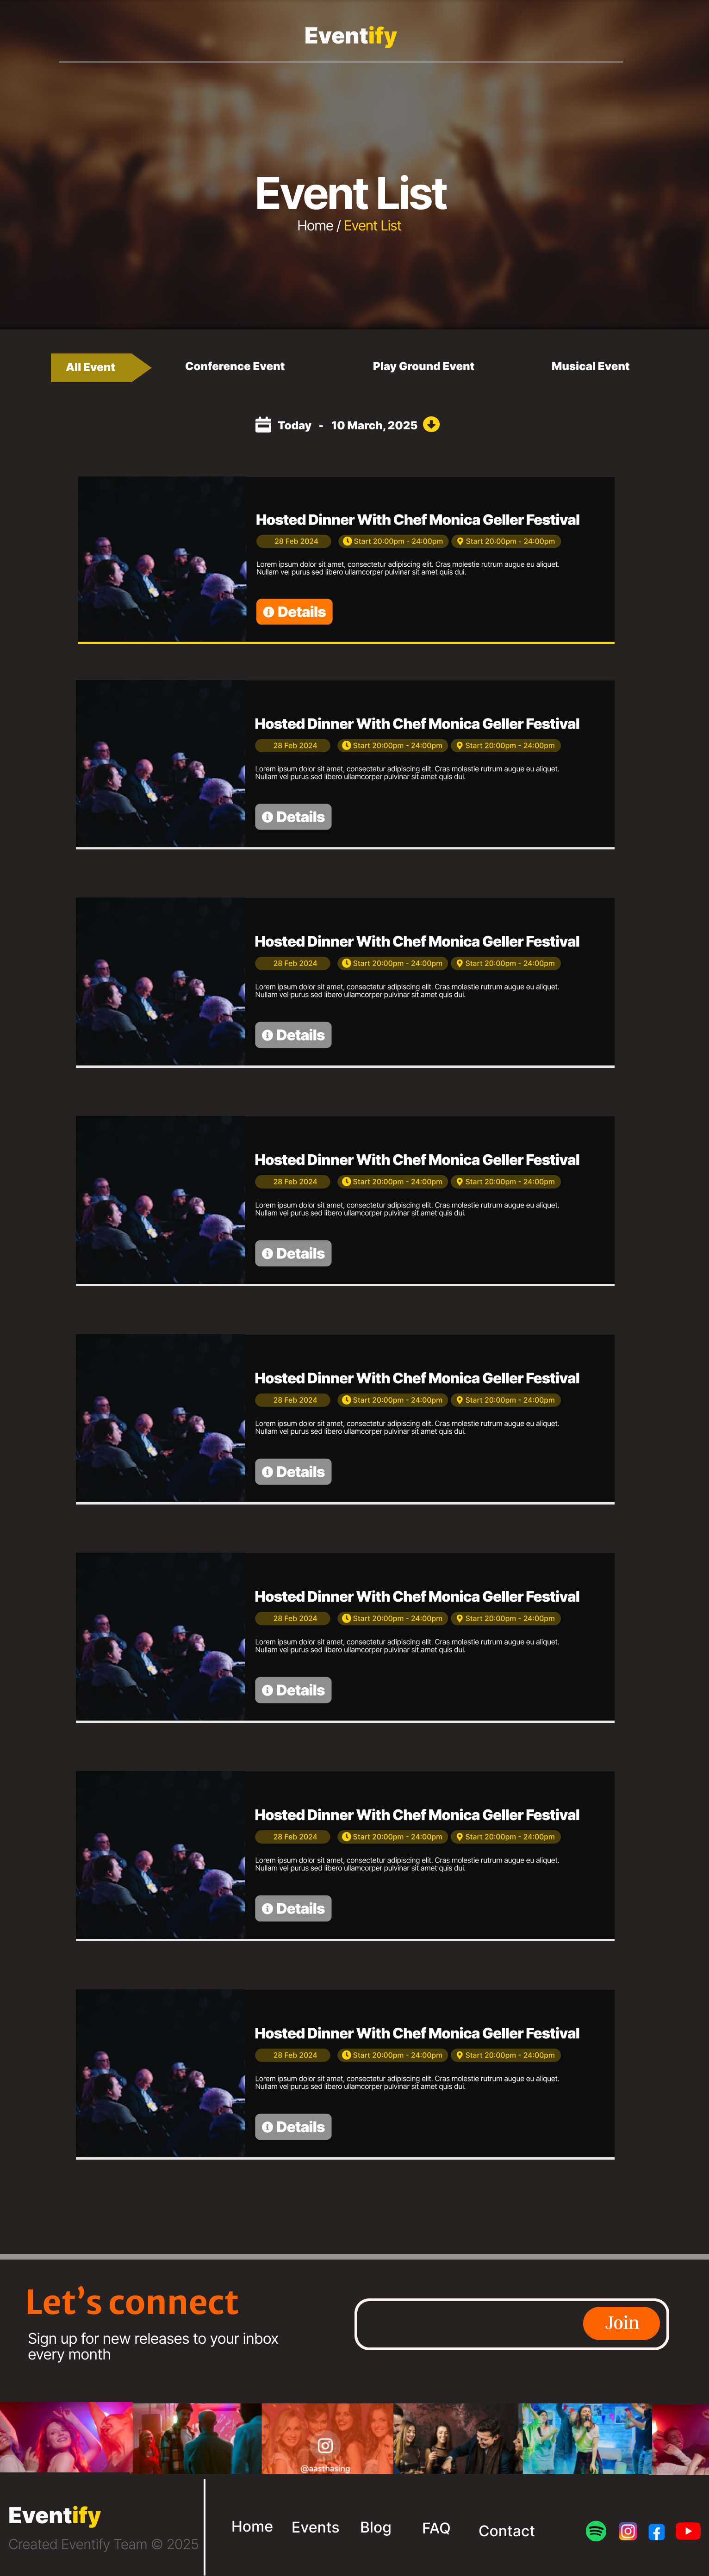 Eventify
Event List
Home / Event List
All Event
Conference Event
Play Ground Event
Musical Event
Today - 10 March, 2025
Hosted Dinner With Chef Monica Geller Festival
28 Feb 2024
Start 20:00pm - 24:00pm
Start 20:00pm - 24:00pm
Lorem ipsum dolor sit amet, consectetur adipiscing elit. Cras molestie rutrum augue eu aliquet.
Nullam vel purus sed libero ullamcorper pulvinar sit amet quis dui.
Details
Hosted Dinner With Chef Monica Geller Festival
28 Feb 2024
Start 20:00pm - 24:00pm
Start 20:00pm - 24:00pm
Lorem ipsum dolor sit amet, consectetur adipiscing elit. Cras molestie rutrum augue eu aliquet.
Nullam vel purus sed libero ullamcorper pulvinar sit amet quis dui.
Details
Hosted Dinner With Chef Monica Geller Festival
28 Feb 2024
Start 20:00pm - 24:00pm
Start 20:00pm - 24:00pm
Lorem ipsum dolor sit amet, consectetur adipiscing elit. Cras molestie rutrum augue eu aliquet.
Nullam vel purus sed libero ullamcorper pulvinar sit amet quis dui.
Details
Hosted Dinner With Chef Monica Geller Festival
28 Feb 2024
Start 20:00pm - 24:00pm
Start 20:00pm - 24:00pm
Lorem ipsum dolor sit amet, consectetur adipiscing elit. Cras molestie rutrum augue eu aliquet.
Nullam vel purus sed libero ullamcorper pulvinar sit amet quis dui.
Details
Hosted Dinner With Chef Monica Geller Festival
28 Feb 2024
Start 20:00pm - 24:00pm
Start 20:00pm - 24:00pm
Lorem ipsum dolor sit amet, consectetur adipiscing elit. Cras molestie rutrum augue eu aliquet.
Nullam vel purus sed libero ullamcorper pulvinar sit amet quis dui.
Details
Hosted Dinner With Chef Monica Geller Festival
28 Feb 2024
Start 20:00pm - 24:00pm
Start 20:00pm - 24:00pm
Lorem ipsum dolor sit amet, consectetur adipiscing elit. Cras molestie rutrum augue eu aliquet.
Nullam vel purus sed libero ullamcorper pulvinar sit amet quis dui.
Details
Hosted Dinner With Chef Monica Geller Festival
28 Feb 2024
Start 20:00pm - 24:00pm
Start 20:00pm - 24:00pm
Lorem ipsum dolor sit amet, consectetur adipiscing elit. Cras molestie rutrum augue eu aliquet.
Nullam vel purus sed libero ullamcorper pulvinar sit amet quis dui.
Details
Hosted Dinner With Chef Monica Geller Festival
28 Feb 2024
Start 20:00pm - 24:00pm
Start 20:00pm - 24:00pm
Lorem ipsum dolor sit amet, consectetur adipiscing elit. Cras molestie rutrum augue eu aliquet.
Nullam vel purus sed libero ullamcorper pulvinar sit amet quis dui.
Details
Let's connect
Sign up for new releases to your inbox
every month
Join
@aasthasing
Eventify
Created Eventify Team © 2025
Home
Events
Blog
FAQ
Contact